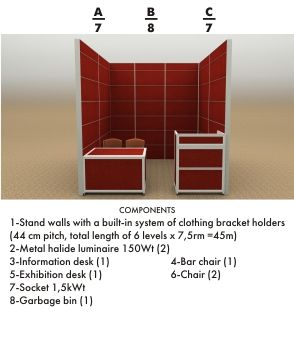 A B C
7 8 7
COMPONENTS
1-Stand walls with a built-in system of clothing bracket holders
(44 cm pitch, total length of 6 levels x 7,5rm =45m)
2-Metal halide luminaire 150Wt (2)
3-Information desk (1) 4-Bar chair (1)
5-Exhibition desk (1) 6-Chair (2)
7-Socket 1,5kWt
8-Garbage bin (1)